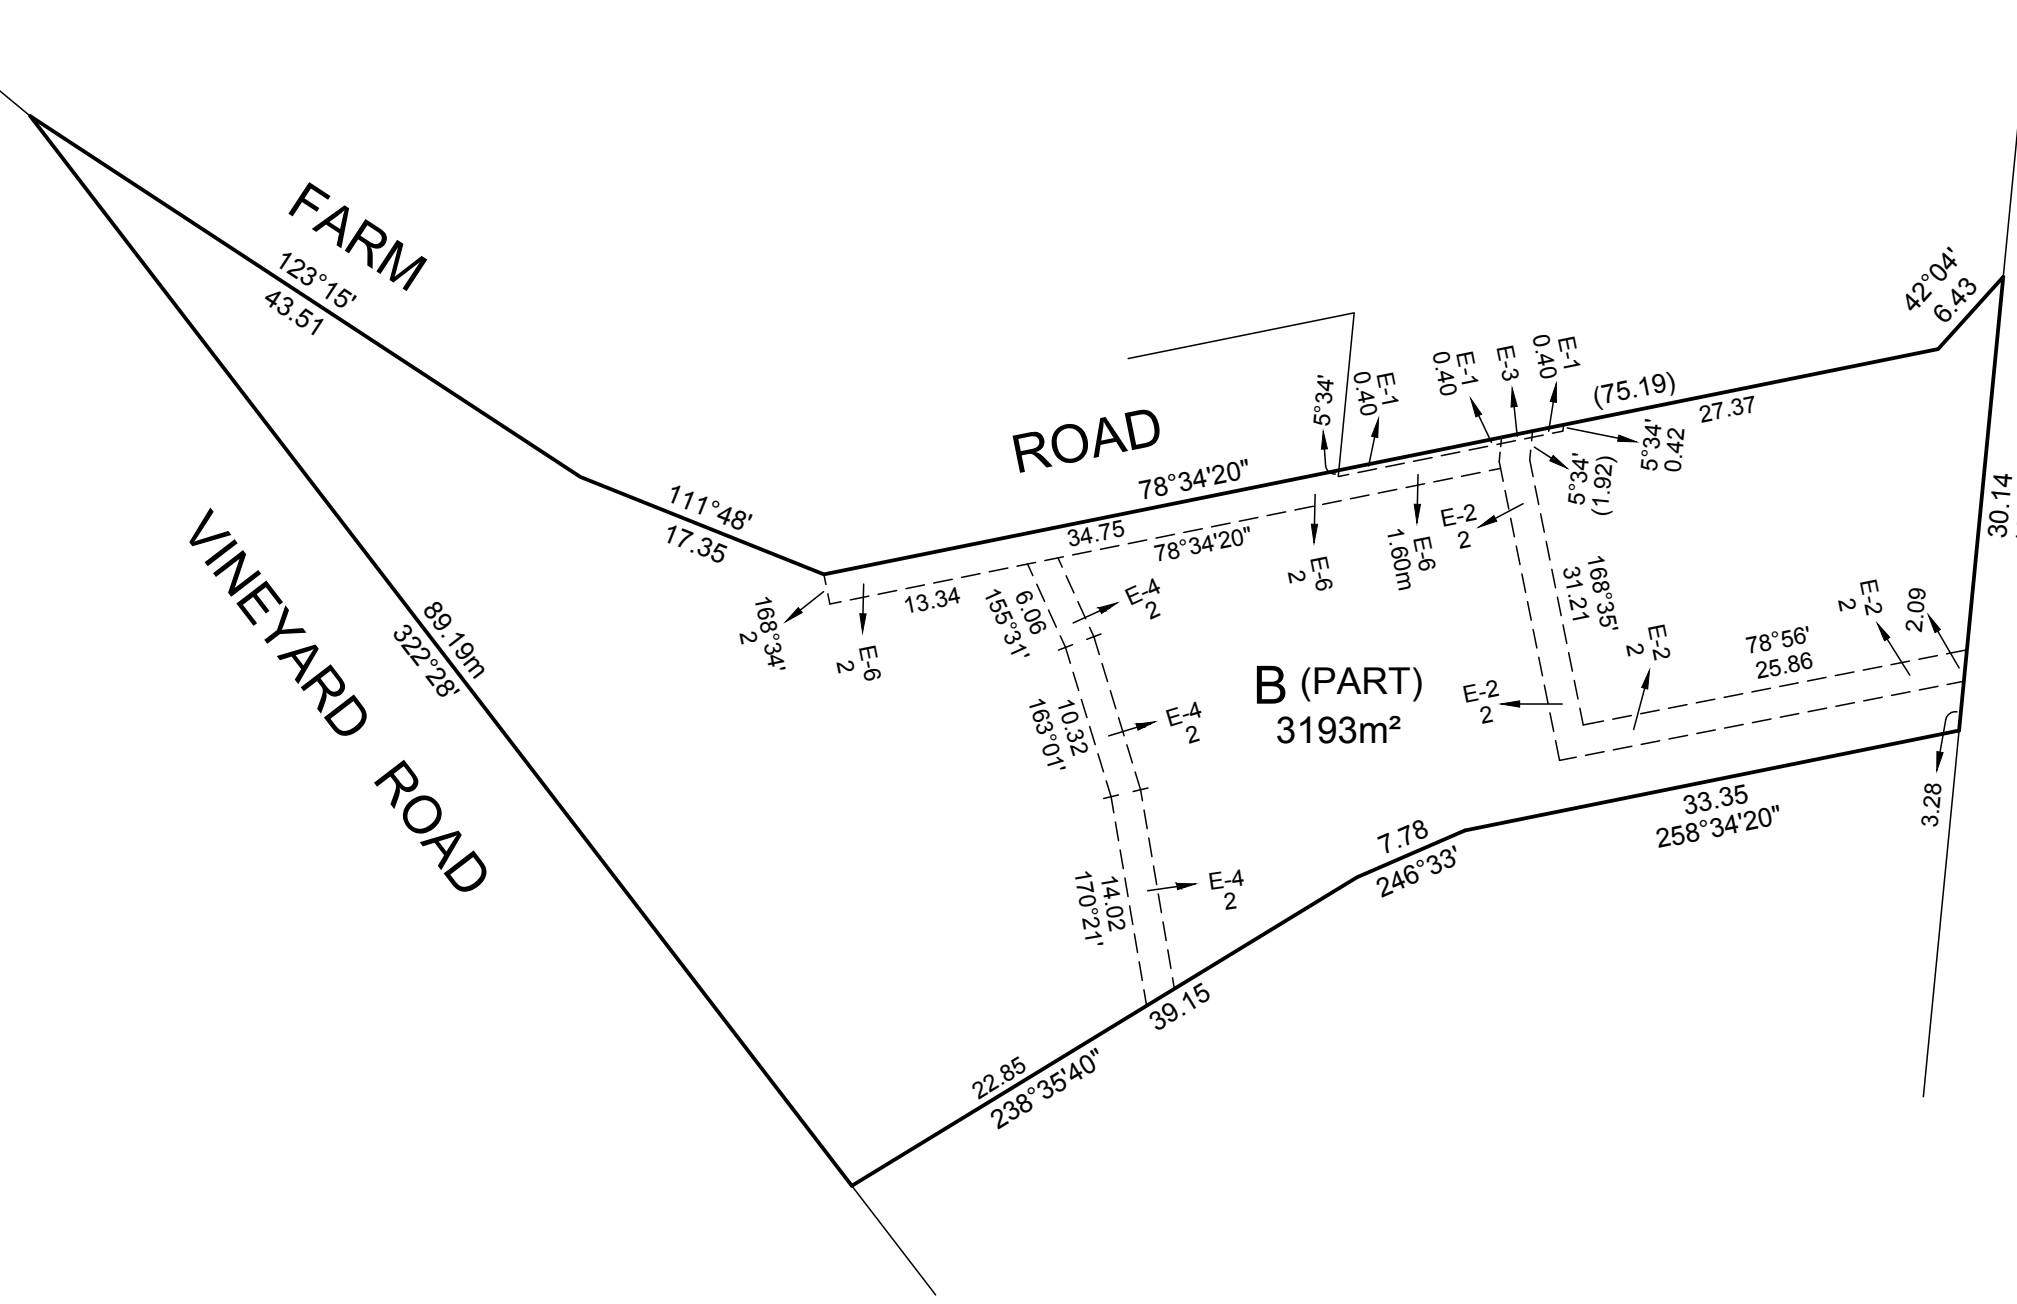 FARM
123°15'
43.51
VINEYARD ROAD
89.19m
322°28'
111°48'
17.35
ROAD
78°34'20"
34.75
78°34'20"
13.34
168°34'
2
E-6
2
6.06
155°31'
E-4
2
10.32
163°01'
E-4
2
14.02
170°21'
E-4
2
5°34'
E-1
0.40
E-1
0.40
E-3
E-1
0.40
(75.19)
27.37
42°04'
6.43
30.14
5°34'
0.42
5°34'
(1.92)
E-2
2
E-6
2
E-6
1.60m
168°35'
31.21
E-2
2
E-2
2
78°56'
25.86
E-2
2
2.09
B (PART)
3193m²
3.28
33.35
258°34'20"
7.78
246°33'
39.15
22.85
238°35'40"